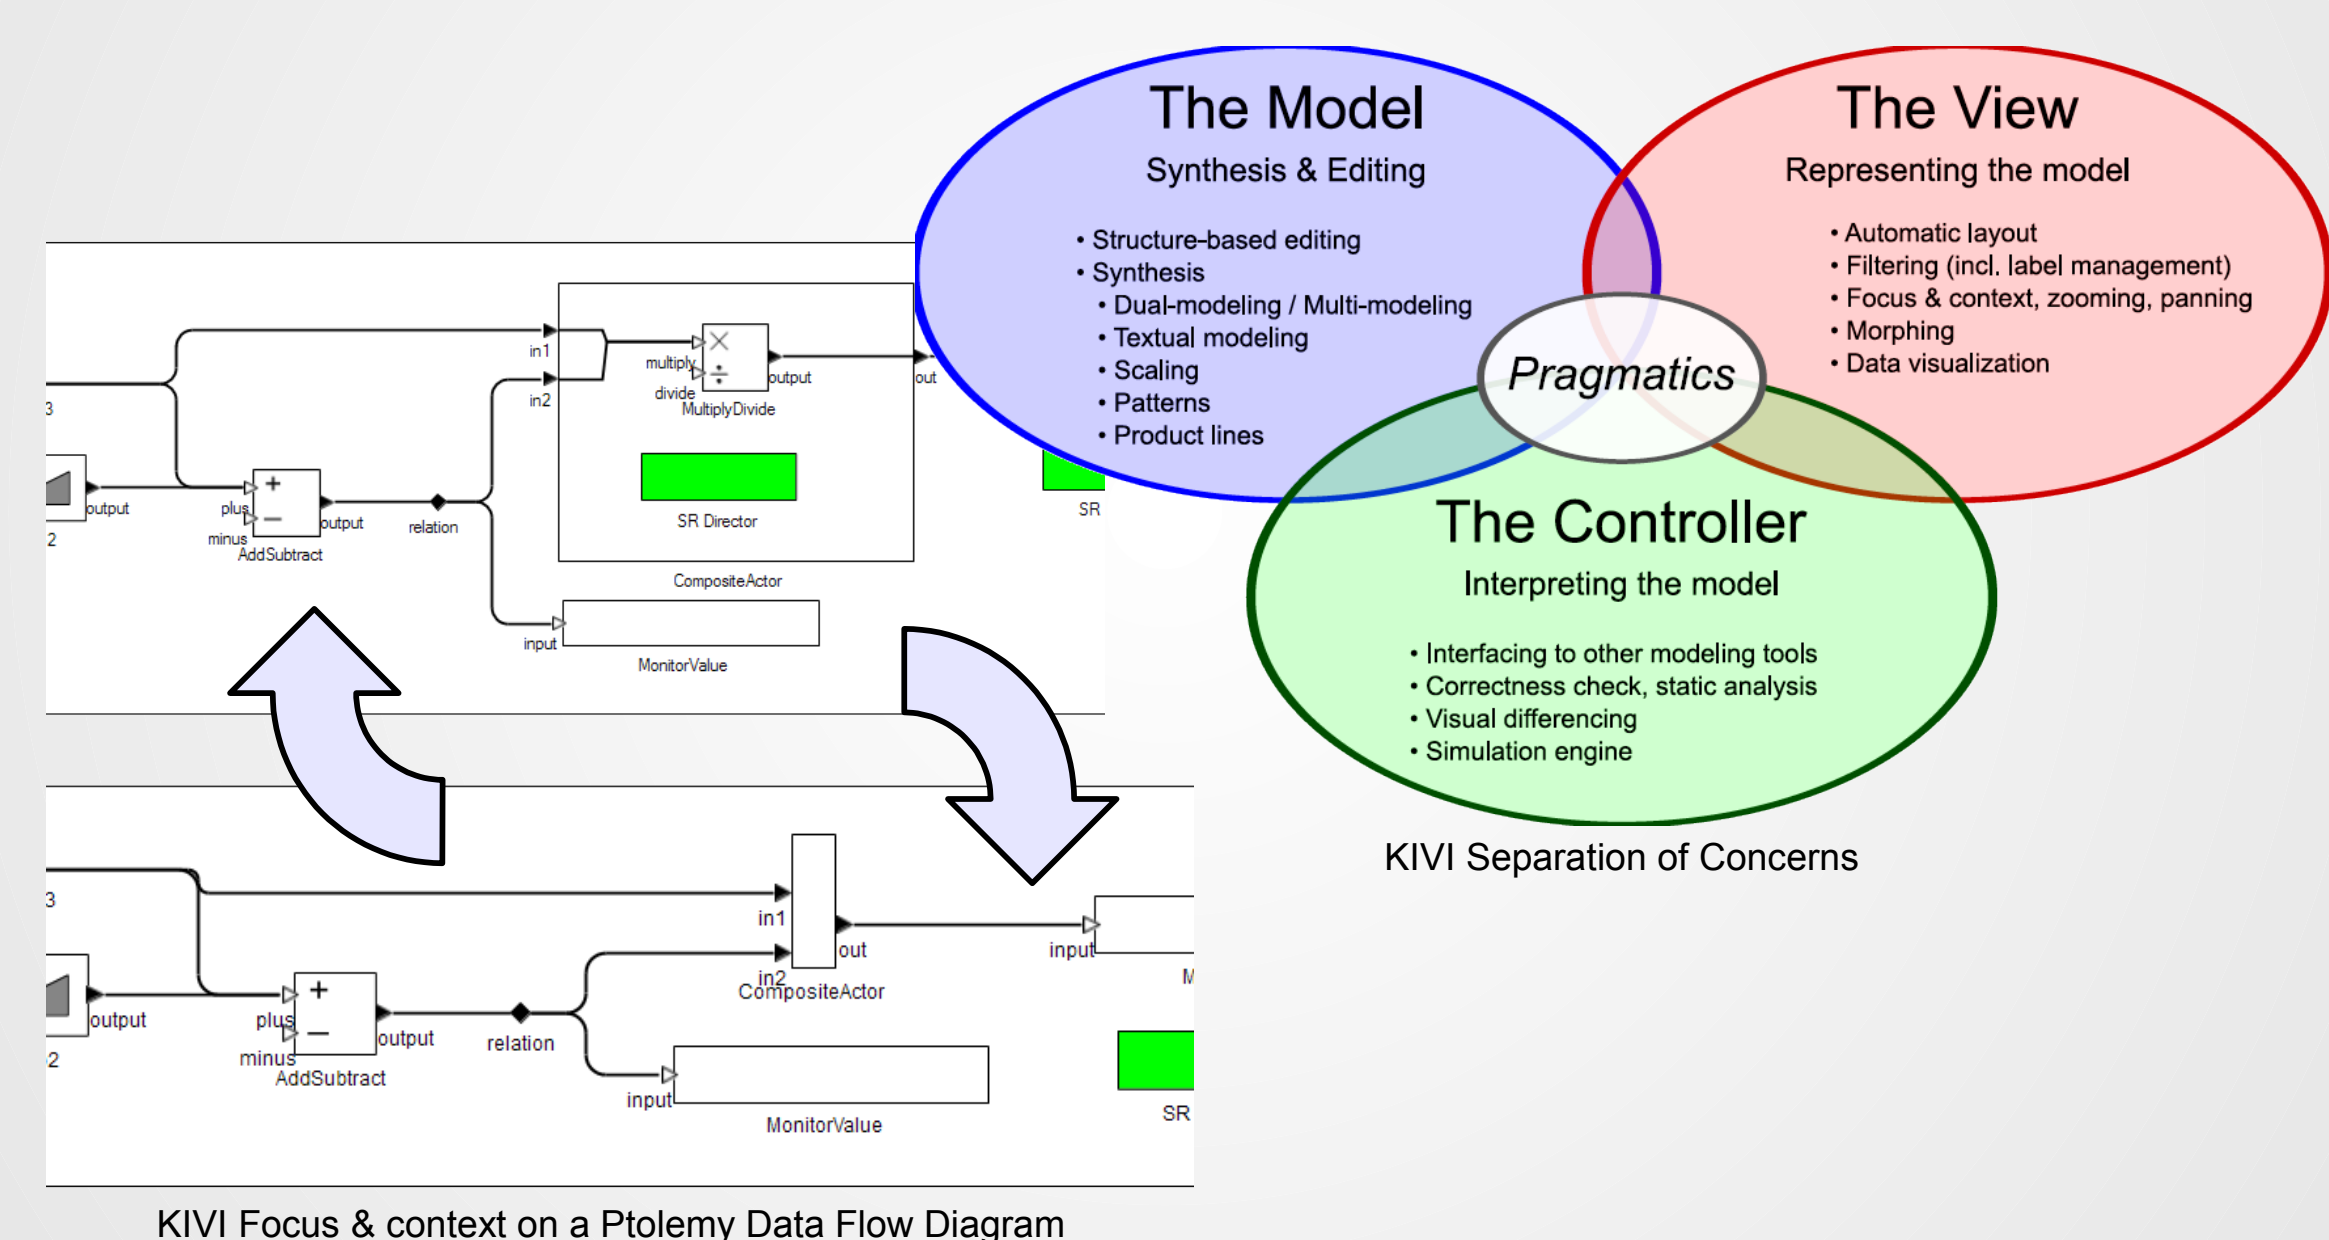 The Model
Synthesis & Editing
• Structure-based editing
• Synthesis
• Dual-modeling / Multi-modeling
• Textual modeling
• Scaling
• Patterns
• Product lines
The View
Representing the model
• Automatic layout
• Filtering (incl. label management)
• Focus & context, zooming, panning
• Morphing
• Data visualization
Pragmatics
The Controller
Interpreting the model
• Interfacing to other modeling tools
• Correctness check, static analysis
• Visual differencing
• Simulation engine
KIVI Separation of Concerns
3
output
2
plus
minus
+
−
AddSubtract
output
relation
in1
in2
multiply
divide
×
÷
MultiplyDivide
output
out
SR Director
CompositeActor
input
MonitorValue
SR
3
output
2
plus
minus
+
−
AddSubtract
output
relation
in1
in2
CompositeActor
out
input
M
input
MonitorValue
SR
KIVI Focus & context on a Ptolemy Data Flow Diagram